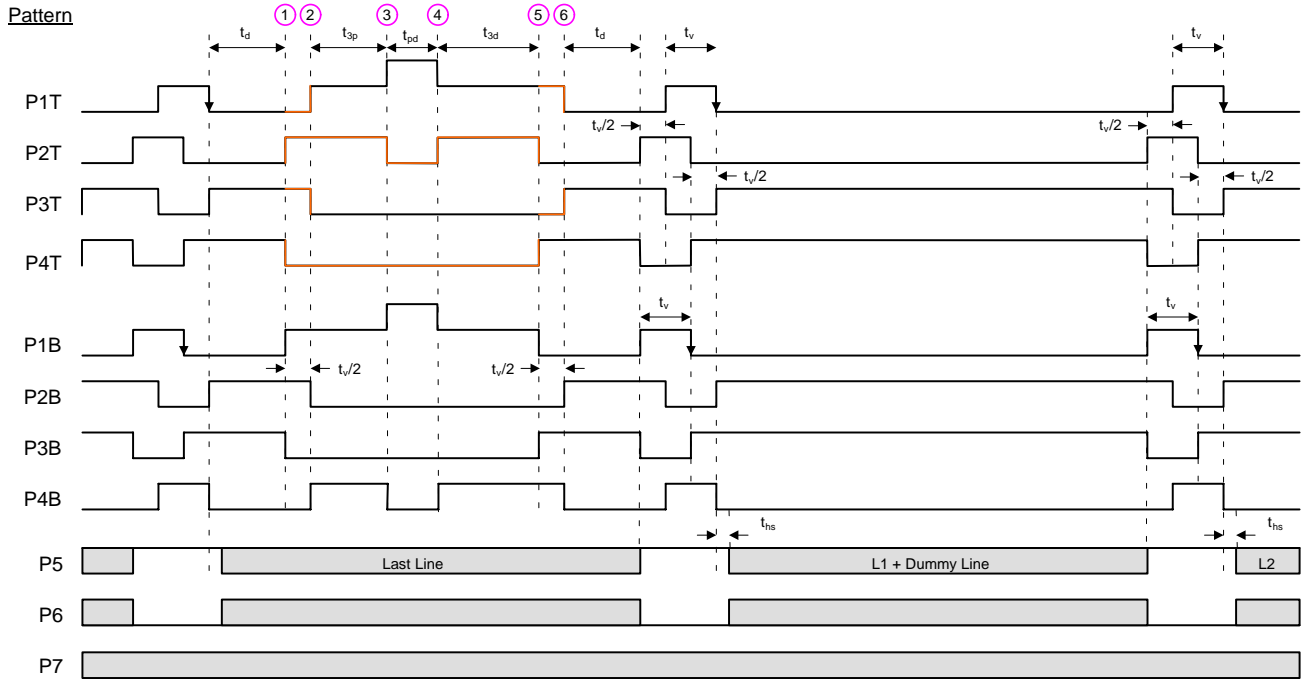 Pattern
1 2 3 4 5 6
td t3p tpd t3d td tv tv
P1T
tv/2 tv/2
P2T
tv/2 tv/2
P3T
P4T
tv tv
P1B
tv/2 tv/2
P2B
P3B
P4B
ths ths
P5 Last Line L1 + Dummy Line L2
P6
P7